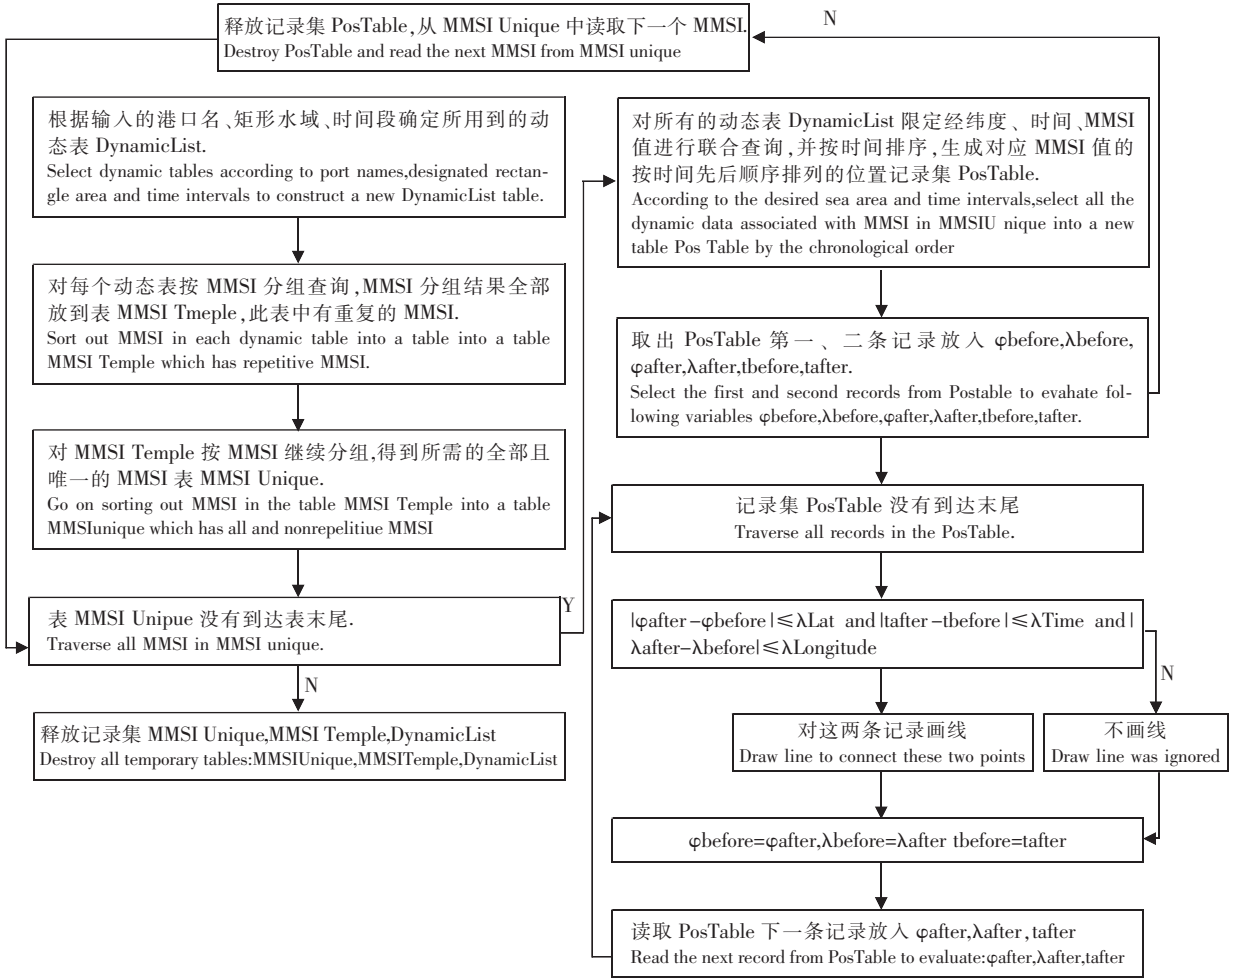 释放记录集 PosTable,从 MMSI Unique 中读取下一个 MMSI.
Destroy PosTable and read the next MMSI from MMSI unique
N
根据输入的港口名、矩形水域、时间段确定所用到的动
态表 DynamicList.
Select dynamic tables according to port names,designated rectan-
gle area and time intervals to construct a new DynamicList table.
对每个动态表按 MMSI 分组查询,MMSI 分组结果全部
放到表 MMSI Tmeple,此表中有重复的 MMSI.
Sort out MMSI in each dynamic table into a table into a table
MMSI Temple which has repetitive MMSI.
对 MMSI Temple 按 MMSI 继续分组,得到所需的全部且
唯一的 MMSI 表 MMSI Unique.
Go on sorting out MMSI in the table MMSI Temple into a table
MMSIunique which has all and nonrepelitiue MMSI
表 MMSI Unipue 没有到达表末尾.
Traverse all MMSI in MMSI unique.
Y
N
释放记录集 MMSI Unique,MMSI Temple,DynamicList
Destroy all temporary tables:MMSIUnique,MMSITemple,DynamicList
对所有的动态表 DynamicList 限定经纬度、时间、MMSI
值进行联合查询,并按时间排序,生成对应 MMSI 值的
按时间先后顺序排列的位置记录集 PosTable.
According to the desired sea area and time intervals,select all the
dynamic data associated with MMSI in MMSIU nique into a new
table Pos Table by the chronological order
取出 PosTable 第一、二条记录放入 φbefore,λbefore,
φafter,λafter,tbefore,tafter.
Select the first and second records from Postable to evahate fol-
lowing variables φbefore,λbefore,φafter,λafter,tbefore,tafter.
记录集 PosTable 没有到达末尾
Traverse all records in the PosTable.
|φafter-φbefore|≤λLat and|tafter-tbefore|≤λTime and|
λafter-λbefore|≤λLongitude
N
对这两条记录画线
Draw line to connect these two points
不画线
Draw line was ignored
φbefore=φafter,λbefore=λafter tbefore=tafter
读取 PosTable 下一条记录放入 φafter,λafter,tafter
Read the next record from PosTable to evaluate:φafter,λafter,tafter